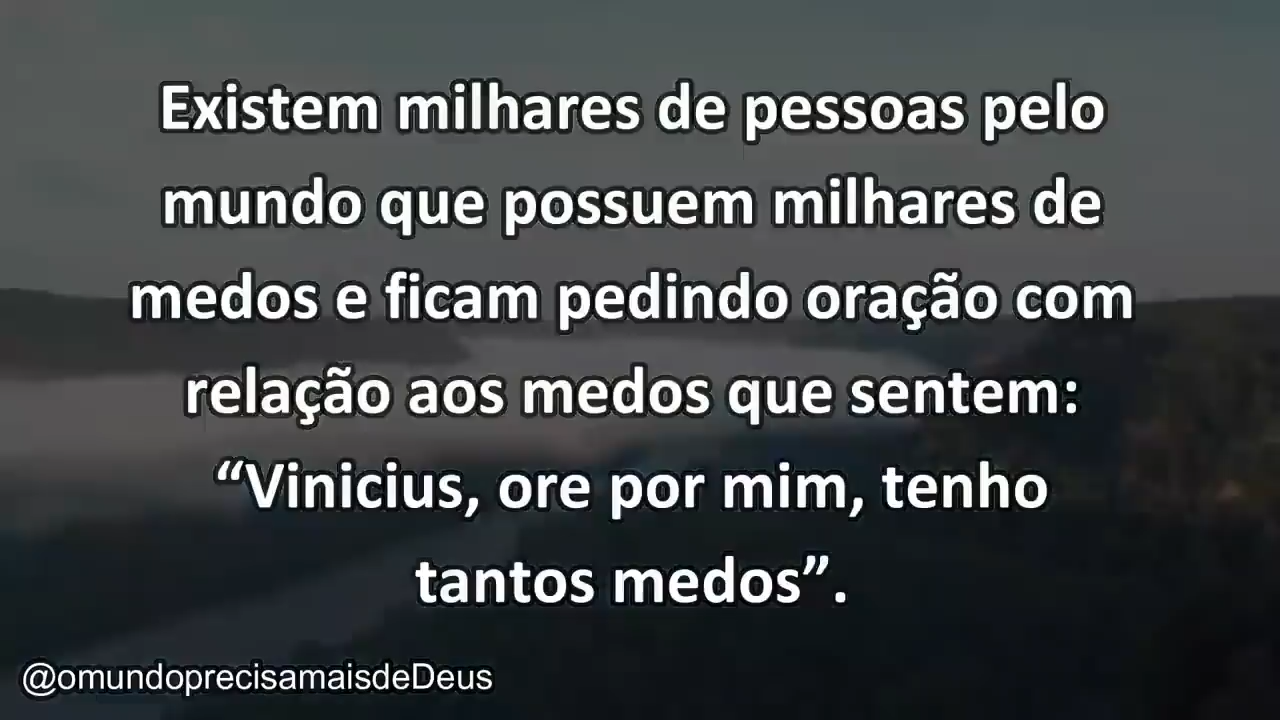 Existem milhares de pessoas pelo
mundo que possuem milhares de
medos e ficam pedindo oração com
relação aos medos que sentem:
“Vinicius, ore por mim, tenho
tantos medos”.
@omundoprecisamaisdeDeus